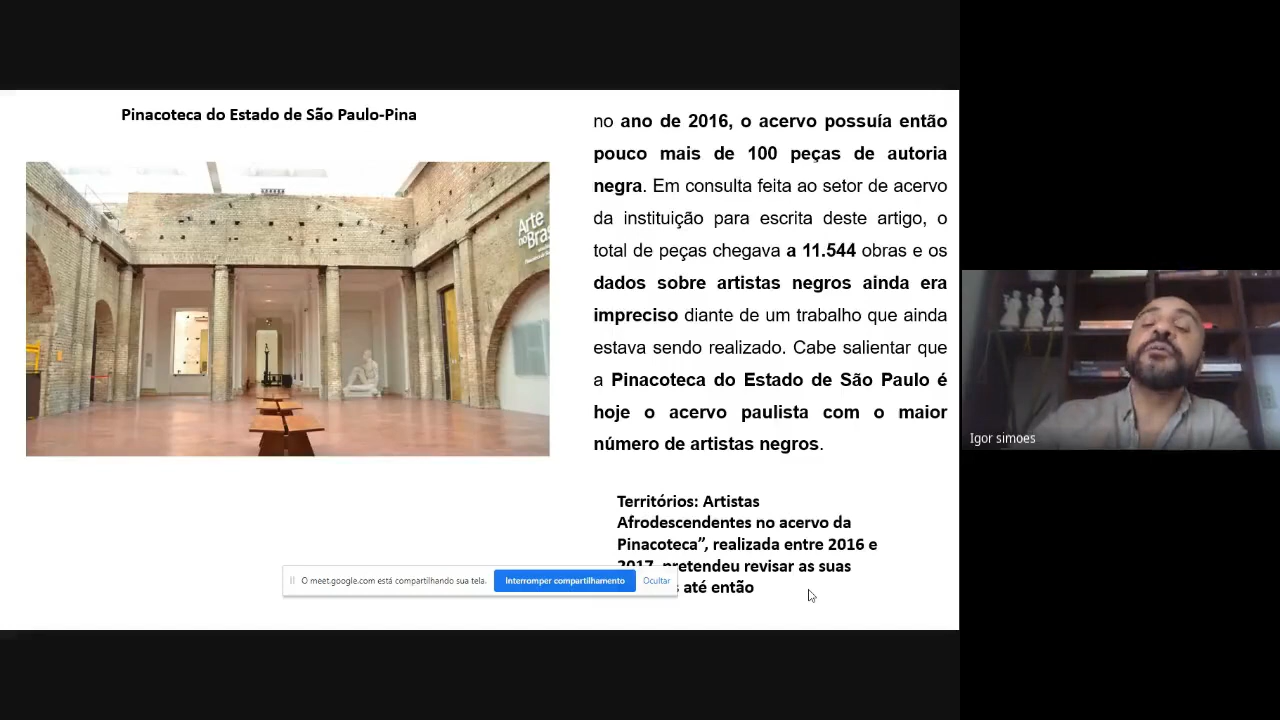 Pinacoteca do Estado de São Paulo-Pina
Arte
no ano de 2016, o acervo possuía então
pouco mais de 100 peças de autoria
negra. Em consulta feita ao setor de acervo
da instituição para escrita deste artigo, o
total de peças chegava a 11.544 obras e os
dados sobre artistas negros ainda era
impreciso diante de um trabalho que ainda
estava sendo realizado. Cabe salientar que
a Pinacoteca do Estado de São Paulo é
hoje o acervo paulista com o maior
número de artistas negros.
Territórios: Artistas
Afrodescendentes no acervo da
Pinacoteca”, realizada entre 2016 e
2017, pretendeu revisar as suas
até então
O meet.google.com está compartilhando sua tela.
Interromper compartilhamento
Ocultar
Igor simoes